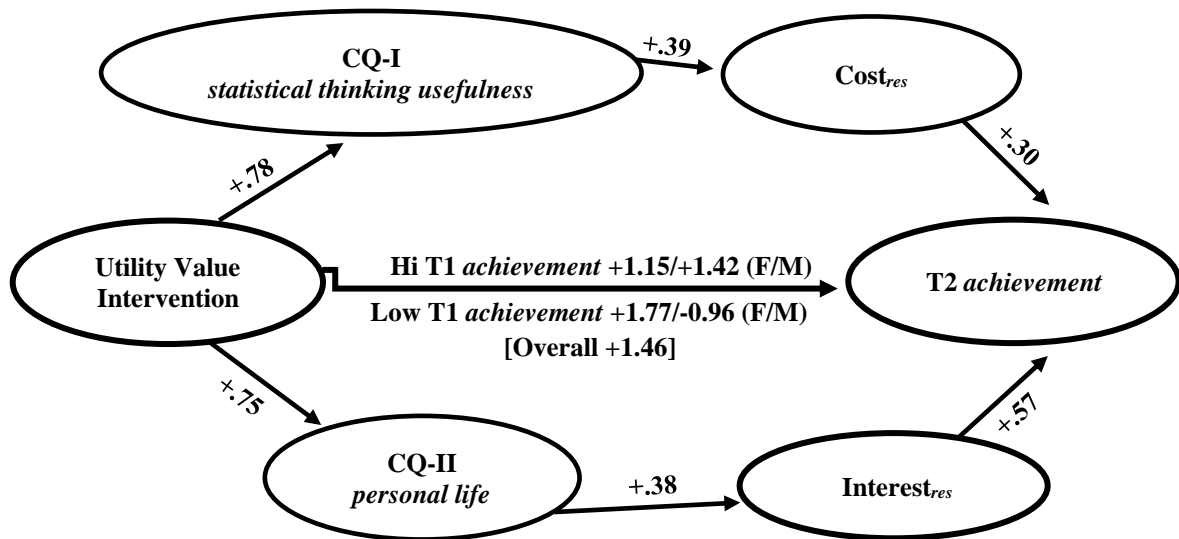 CQ-I
statistical thinking usefulness
+.39
Cost_res
+.78
+.30
Utility Value
Intervention
Hi T1 achievement +1.15/+1.42 (F/M)
Low T1 achievement +1.77/-0.96 (F/M)
[Overall +1.46]
T2 achievement
+.75
CQ-II
personal life
+.38
Interest_res
+.57